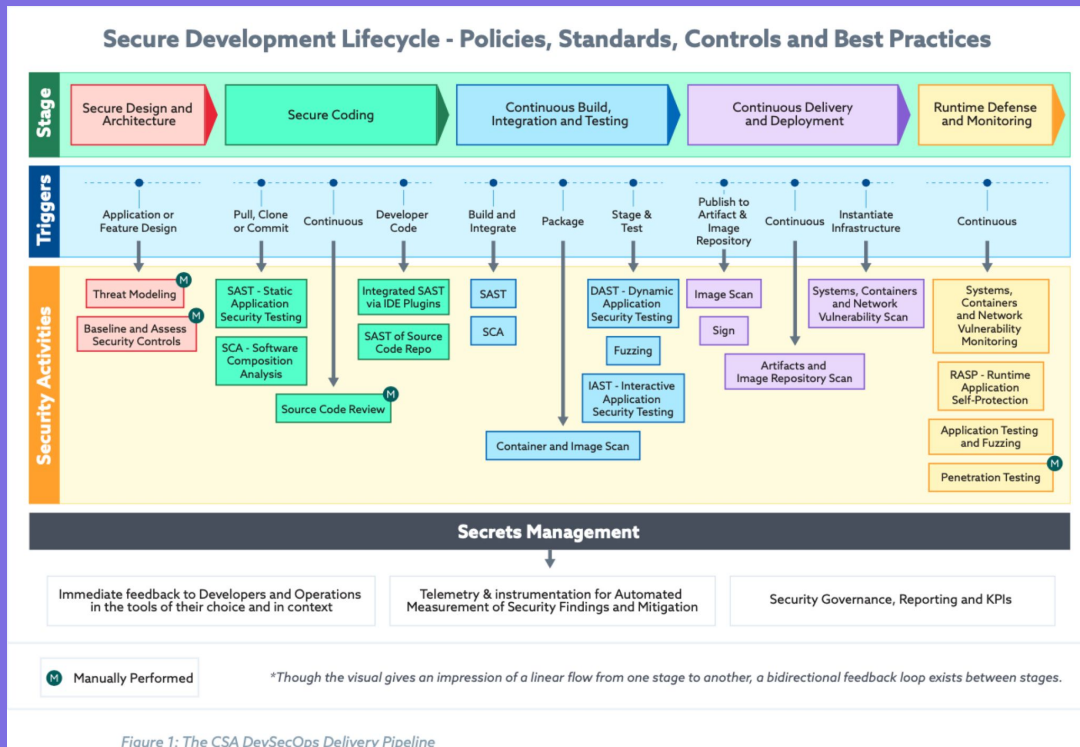 Secure Development Lifecycle - Policies, Standards, Controls and Best Practices
Stage
Secure Design and
Architecture
Secure Coding
Continuous Build,
Integration and Testing
Continuous Delivery
and Deployment
Runtime Defense
and Monitoring
Triggers
Application or
Feature Design
Pull, Clone
or Commit
Continuous
Developer
Code
Build and
Integrate
Package
Stage &
Test
Publish to
Artifact &
Image
Repository
Continuous
Instantiate
Infrastructure
Continuous
Security Activities
Threat Modeling
M
Baseline and Assess
Security Controls
M
SAST - Static
Application
Security Testing
SCA - Software
Composition
Analysis
Source Code Review
M
Integrated SAST
via IDE Plugins
SAST of Source
Code Repo
SAST
SCA
Container and Image Scan
DAST - Dynamic
Application
Security Testing
Fuzzing
IAST - Interactive
Application
Security Testing
Image Scan
Sign
Artifacts and
Image Repository Scan
Systems, Containers
and Network
Vulnerability Scan
Systems,
Containers
and Network
Vulnerability
Monitoring
RASP - Runtime
Application
Self-Protection
Application Testing
and Fuzzing
Penetration Testing
M
Secrets Management
Immediate feedback to Developers and Operations
in the tools of their choice and in context
Telemetry & instrumentation for Automated
Measurement of Security Findings and Mitigation
Security Governance, Reporting and KPIs
M Manually Performed
*Though the visual gives an impression of a linear flow from one stage to another, a bidirectional feedback loop exists between stages.
Figure 1: The CSA DevSecOps Delivery Pipeline